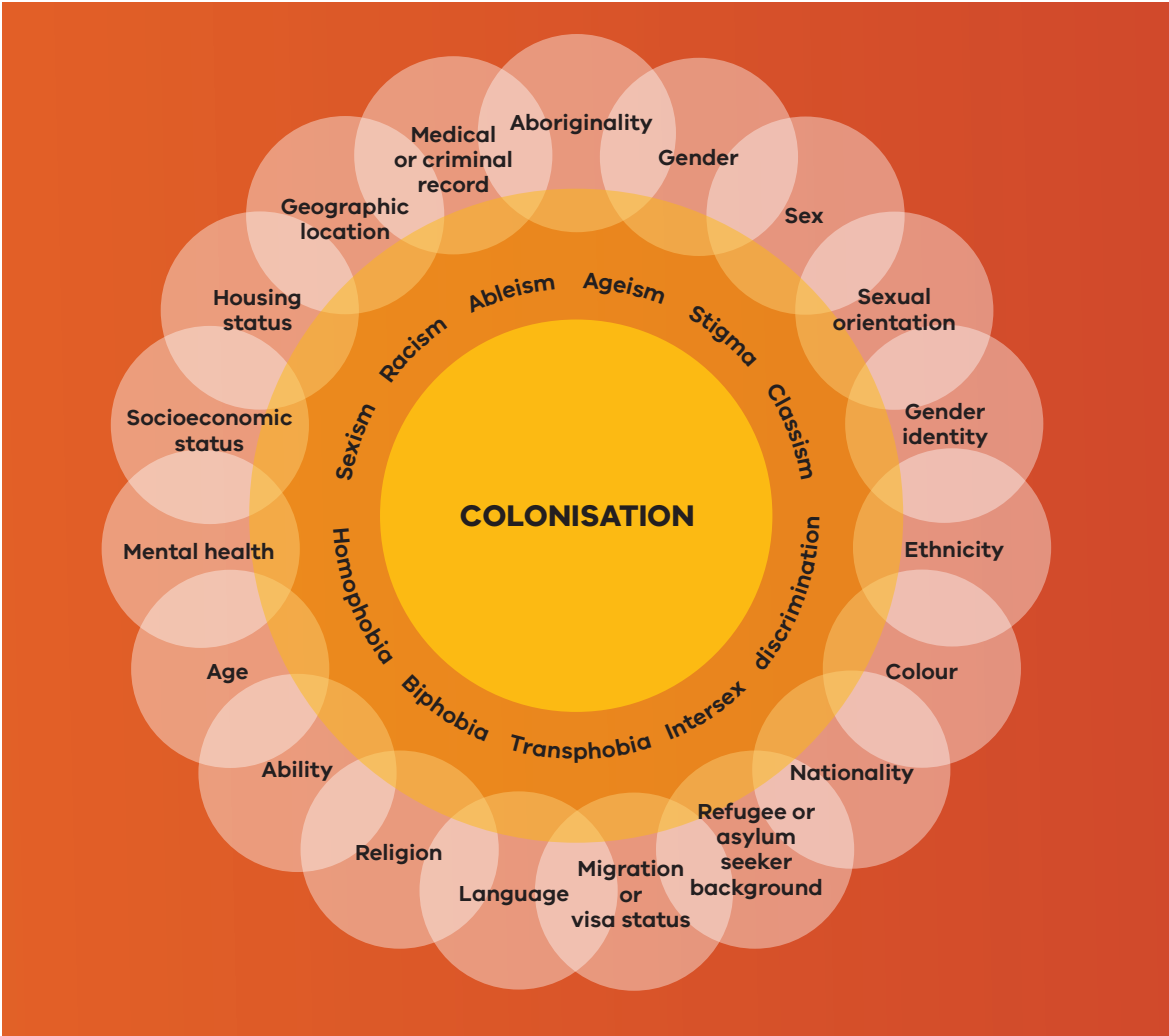 Aboriginality
Gender
Sex
Sexual
orientation
Gender
identity
Ethnicity
Colour
Nationality
Refugee or
asylum
seeker
background
Migration
or
visa status
Language
Religion
Ability
Age
Mental health
Socioeconomic
status
Housing
status
Geographic
location
Medical
or criminal
record
Ableism
Ageism
Stigma
Classism
Intersex discrimination
Transphobia
Biphobia
Homophobia
Sexism
Racism
COLONISATION